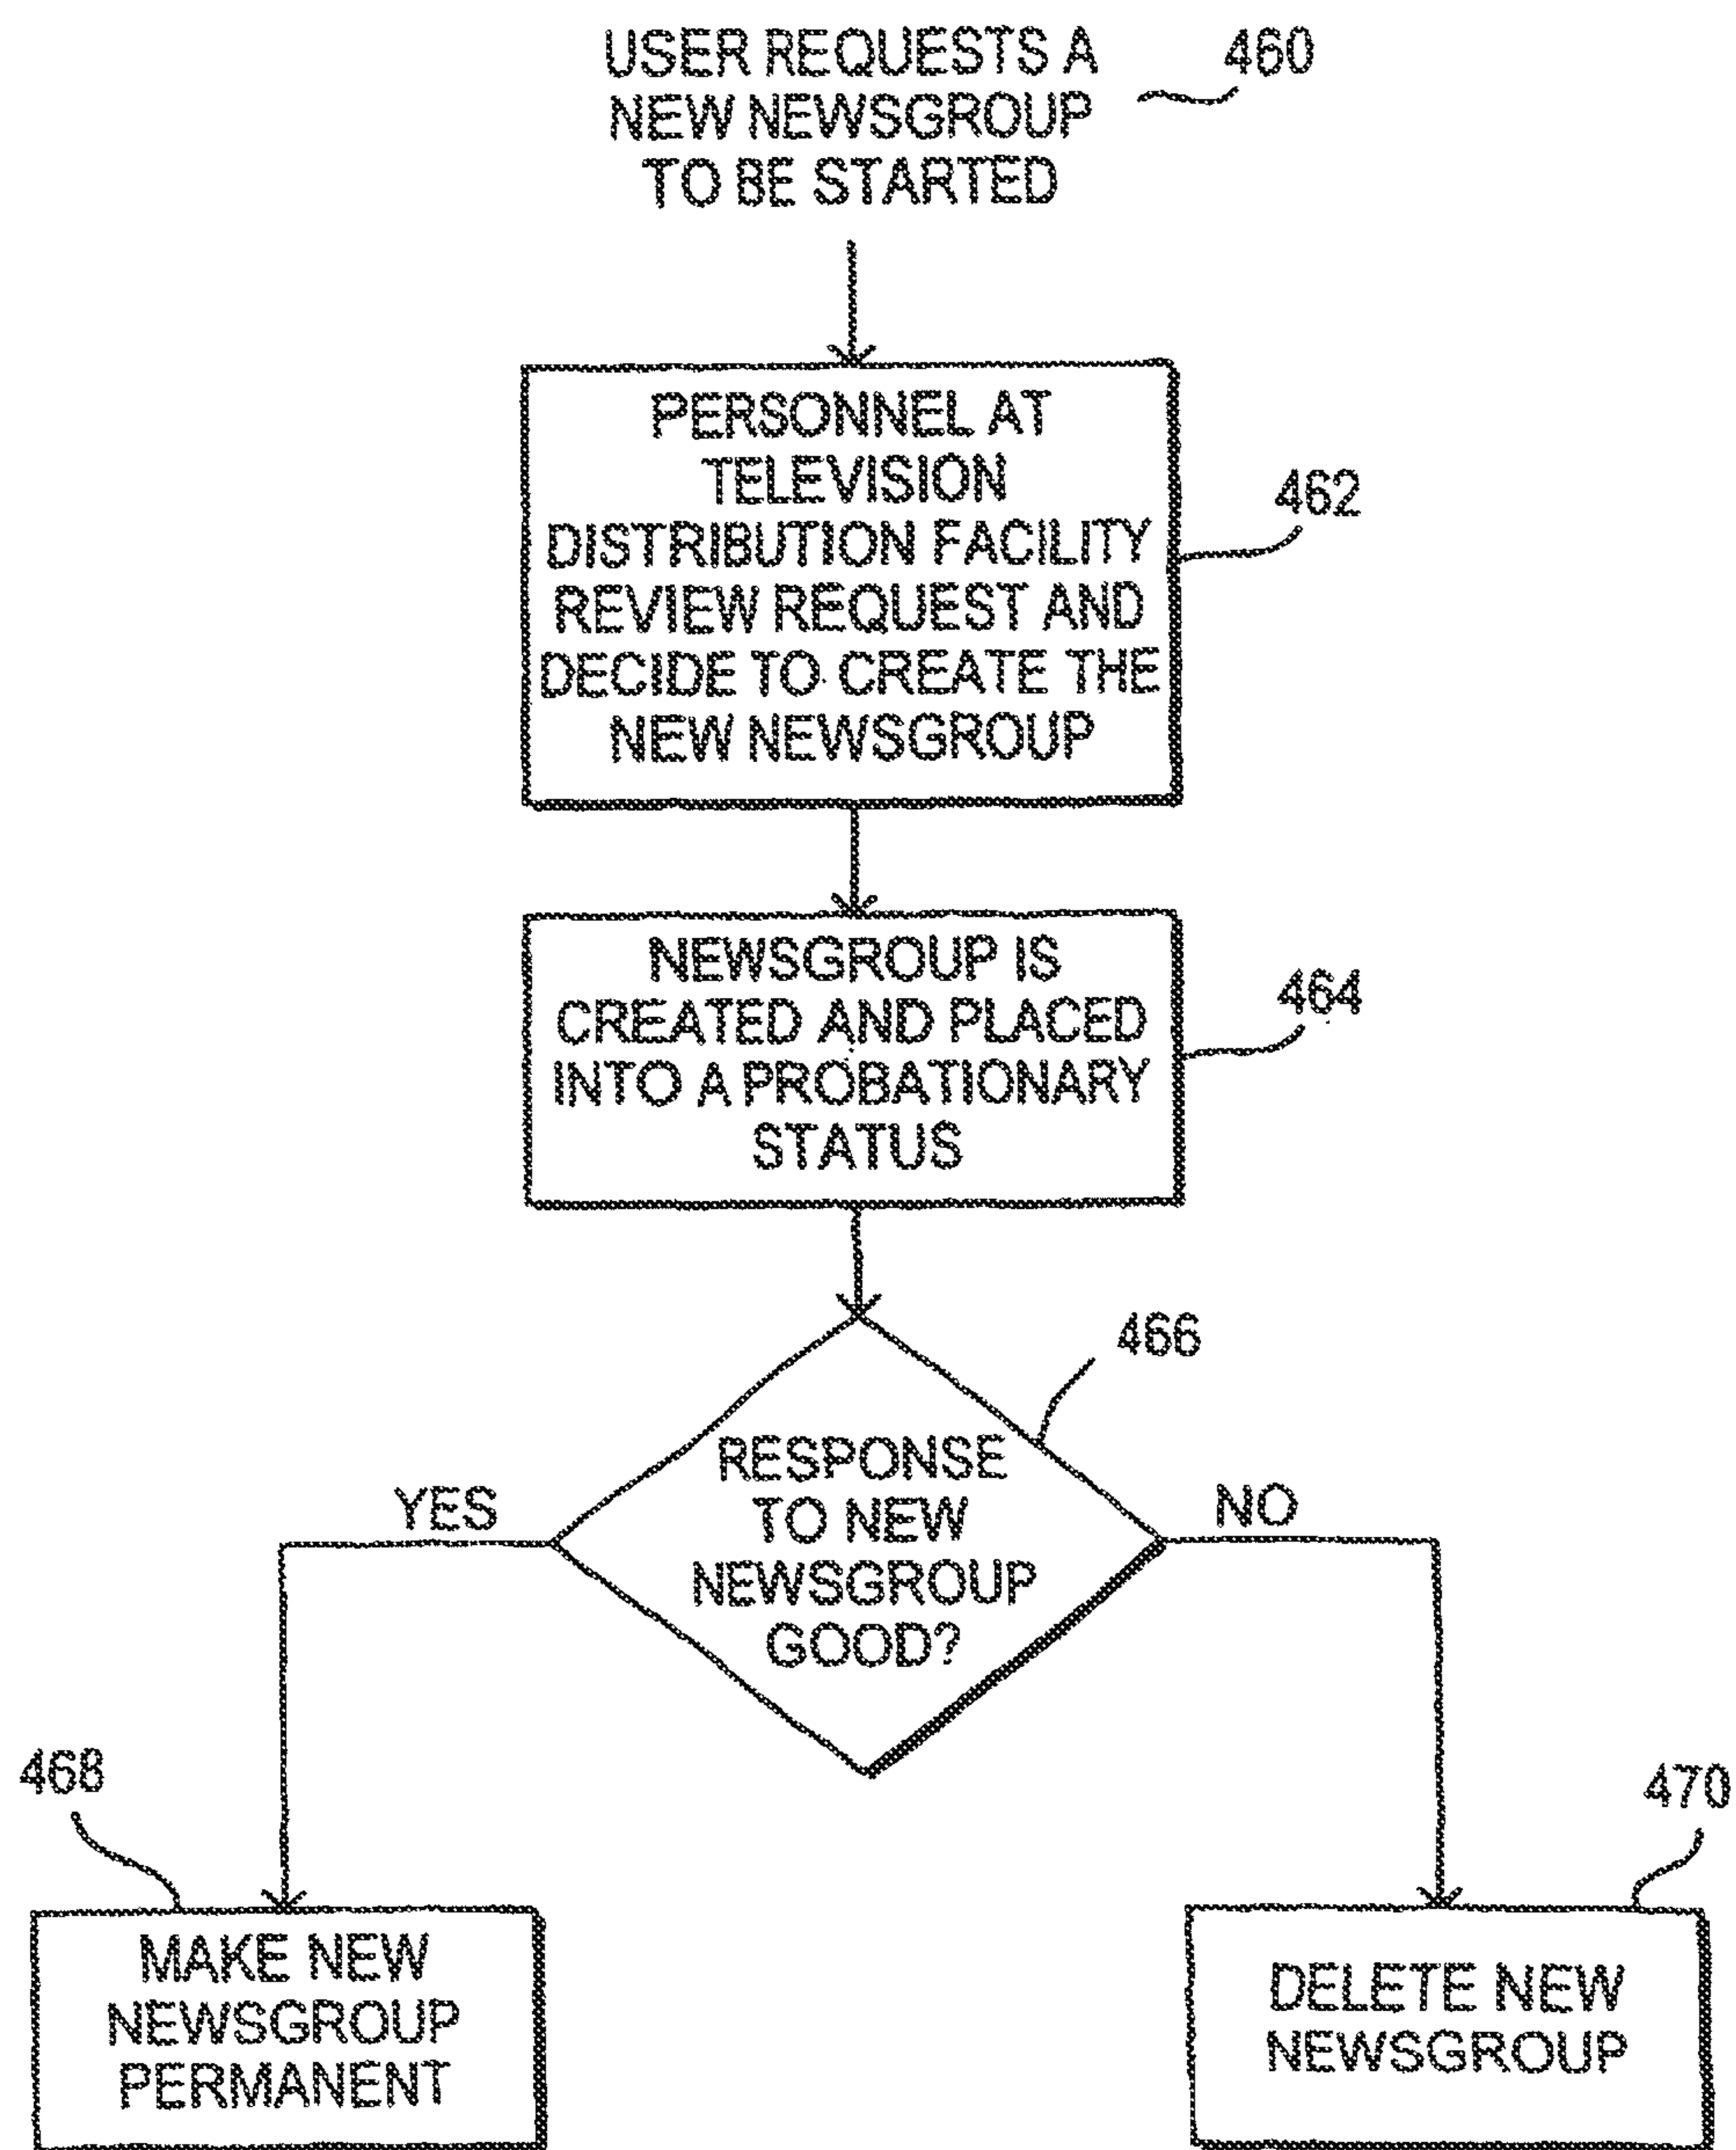 USER REQUESTS A
NEW NEWSGROUP
TO BE STARTED
460
PERSONNEL AT
TELEVISION
DISTRIBUTION FACILITY
REVIEW REQUEST AND
DECIDE TO CREATE THE
NEW NEWSGROUP
462
NEWSGROUP IS
CREATED AND PLACED
INTO A PROBATIONARY
STATUS
464
466
RESPONSE
TO NEW
NEWSGROUP
GOOD?
YES
NO
468
MAKE NEW
NEWSGROUP
PERMANENT
470
DELETE NEW
NEWSGROUP